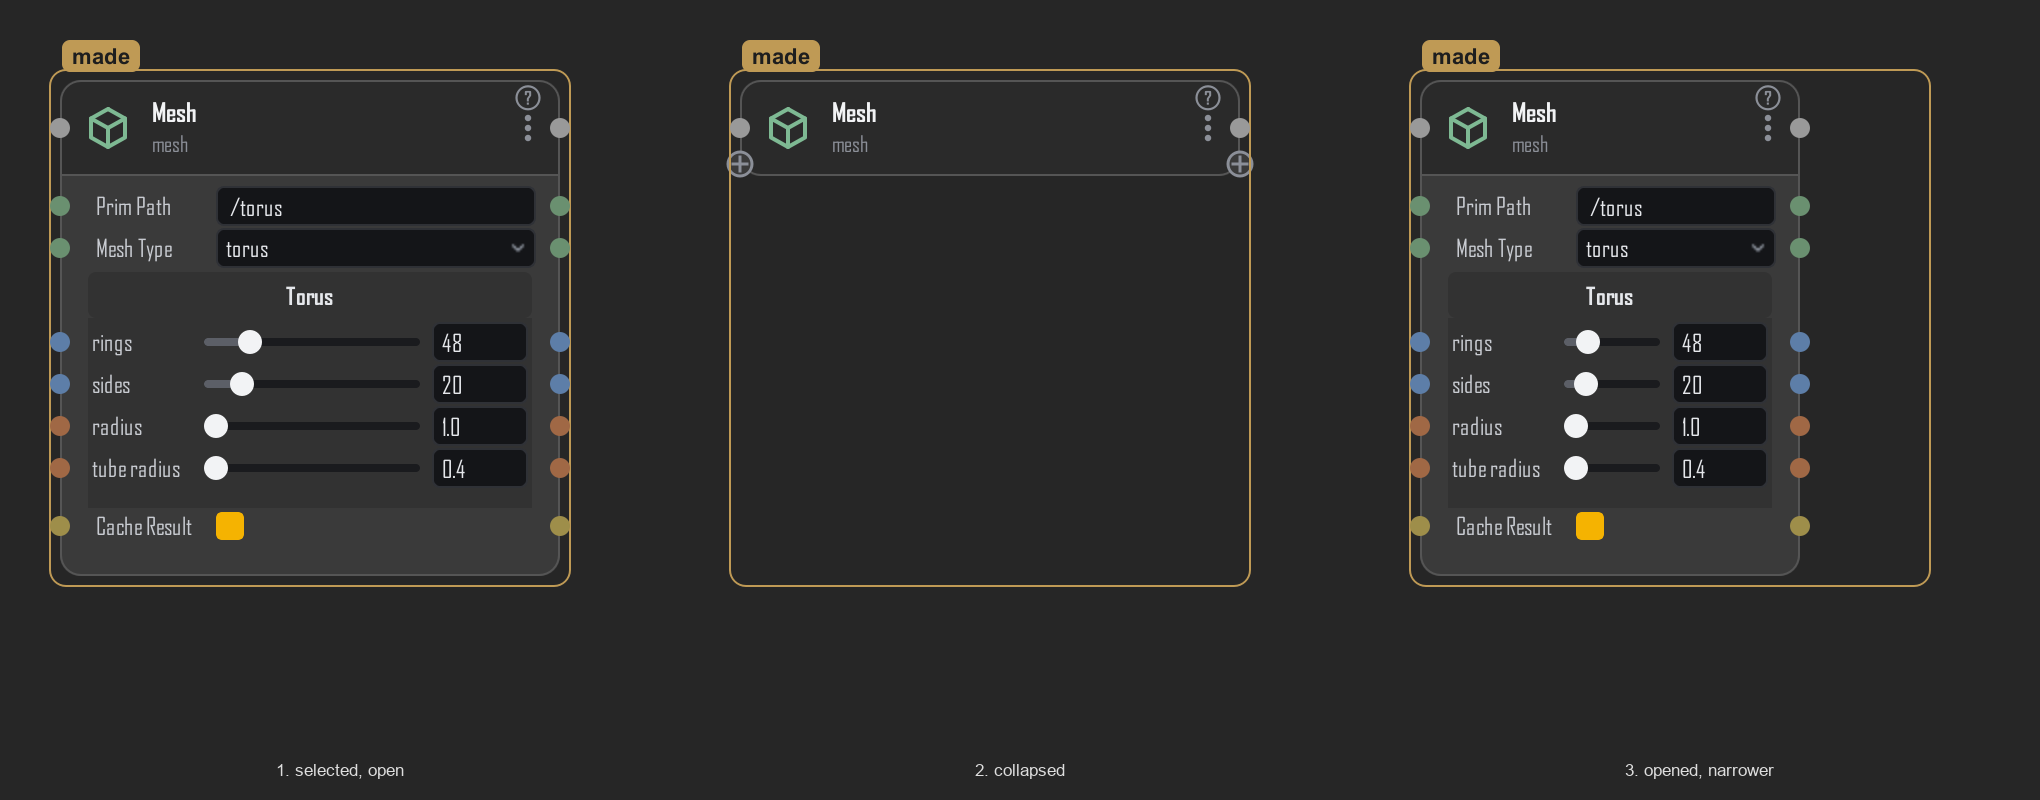 made
Mesh
mesh
?
Prim Path
/torus
Mesh Type
torus
Torus
rings
48
sides
20
radius
1.0
tube radius
0.4
Cache Result
1. selected, open
made
Mesh
mesh
?
2. collapsed
made
Mesh
mesh
?
Prim Path
/torus
Mesh Type
torus
Torus
rings
48
sides
20
radius
1.0
tube radius
0.4
Cache Result
3. opened, narrower